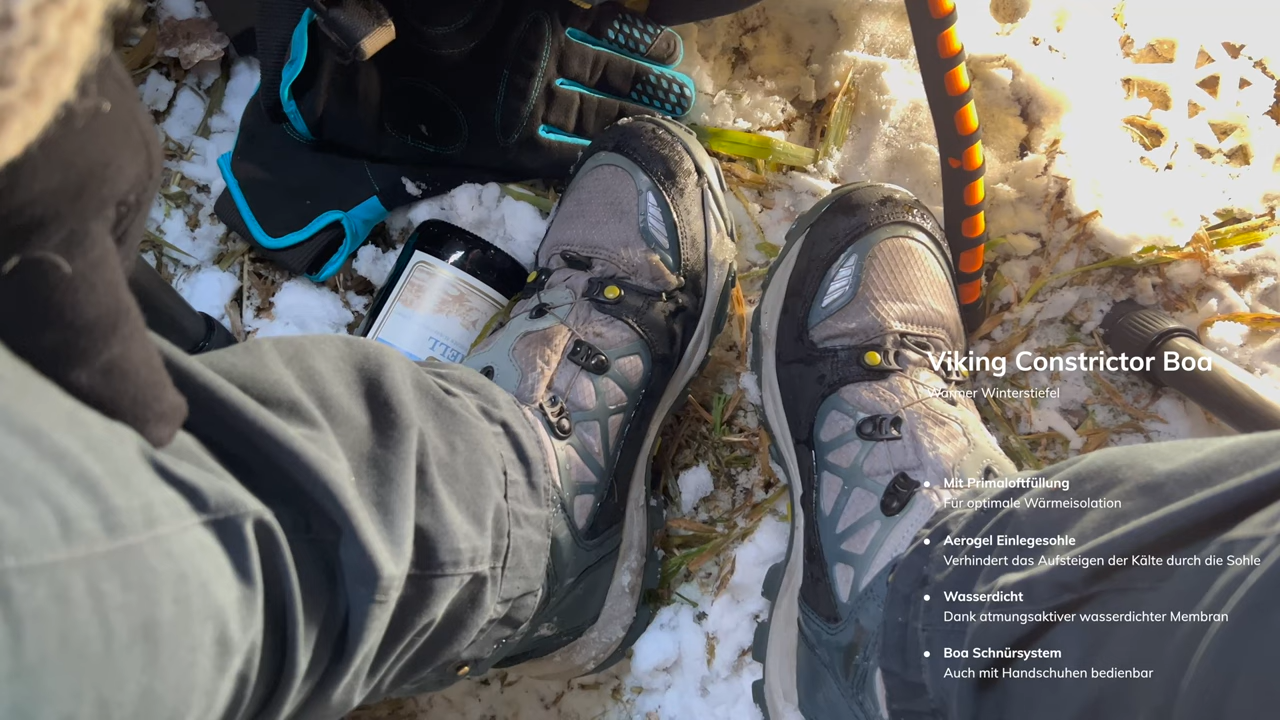 Viking Constrictor Boa
Warmer Winterstiefel
Mit Primaloftfüllung
Für optimale Wärmeisolation
Aerogel Einlegesohle
Verhindert das Aufsteigen der Kälte durch die Sohle
Wasserdicht
Dank atmungsaktiver wasserdichter Membran
Boa Schnürsystem
Auch mit Handschuhen bedienbar